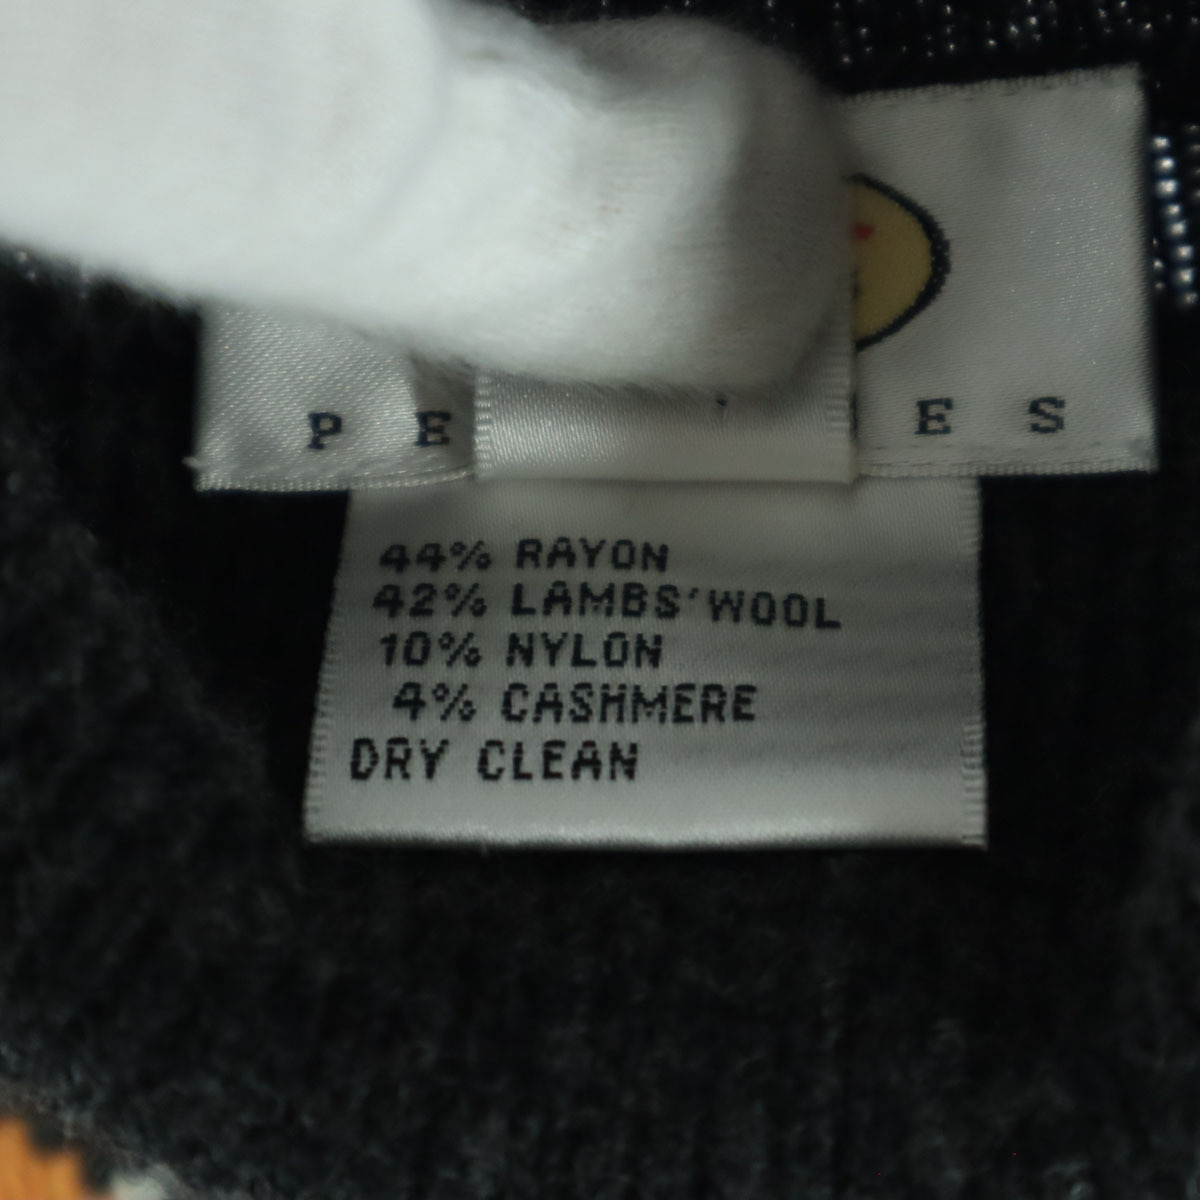 P E E S
44% RAYON
42% LAMBS'WOOL
10% NYLON
4% CASHMERE
DRY CLEAN